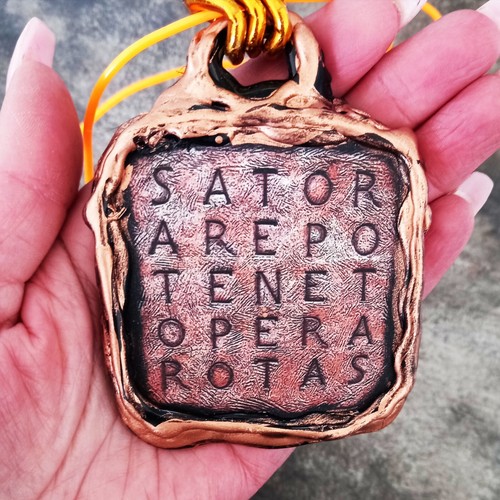 SATOR
AREPO
TENET
OPERA
ROTAS